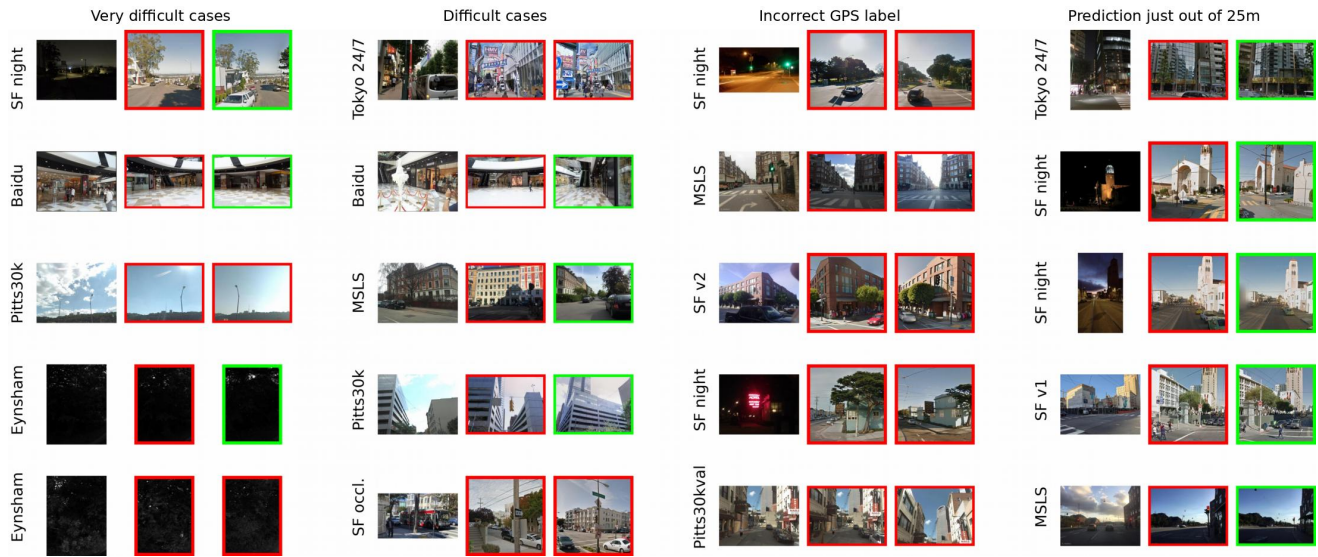 Very difficult cases
Difficult cases
Incorrect GPS label
Prediction just out of 25m
SF night
Tokyo 24/7
SF night
Tokyo 24/7
Baidu
Baidu
MSLS
SF night
Pitts30k
MSLS
SF v2
SF night
Eynsham
Pitts30k
SF night
SF v1
Eynsham
SF occl.
Pitts30kval
MSLS